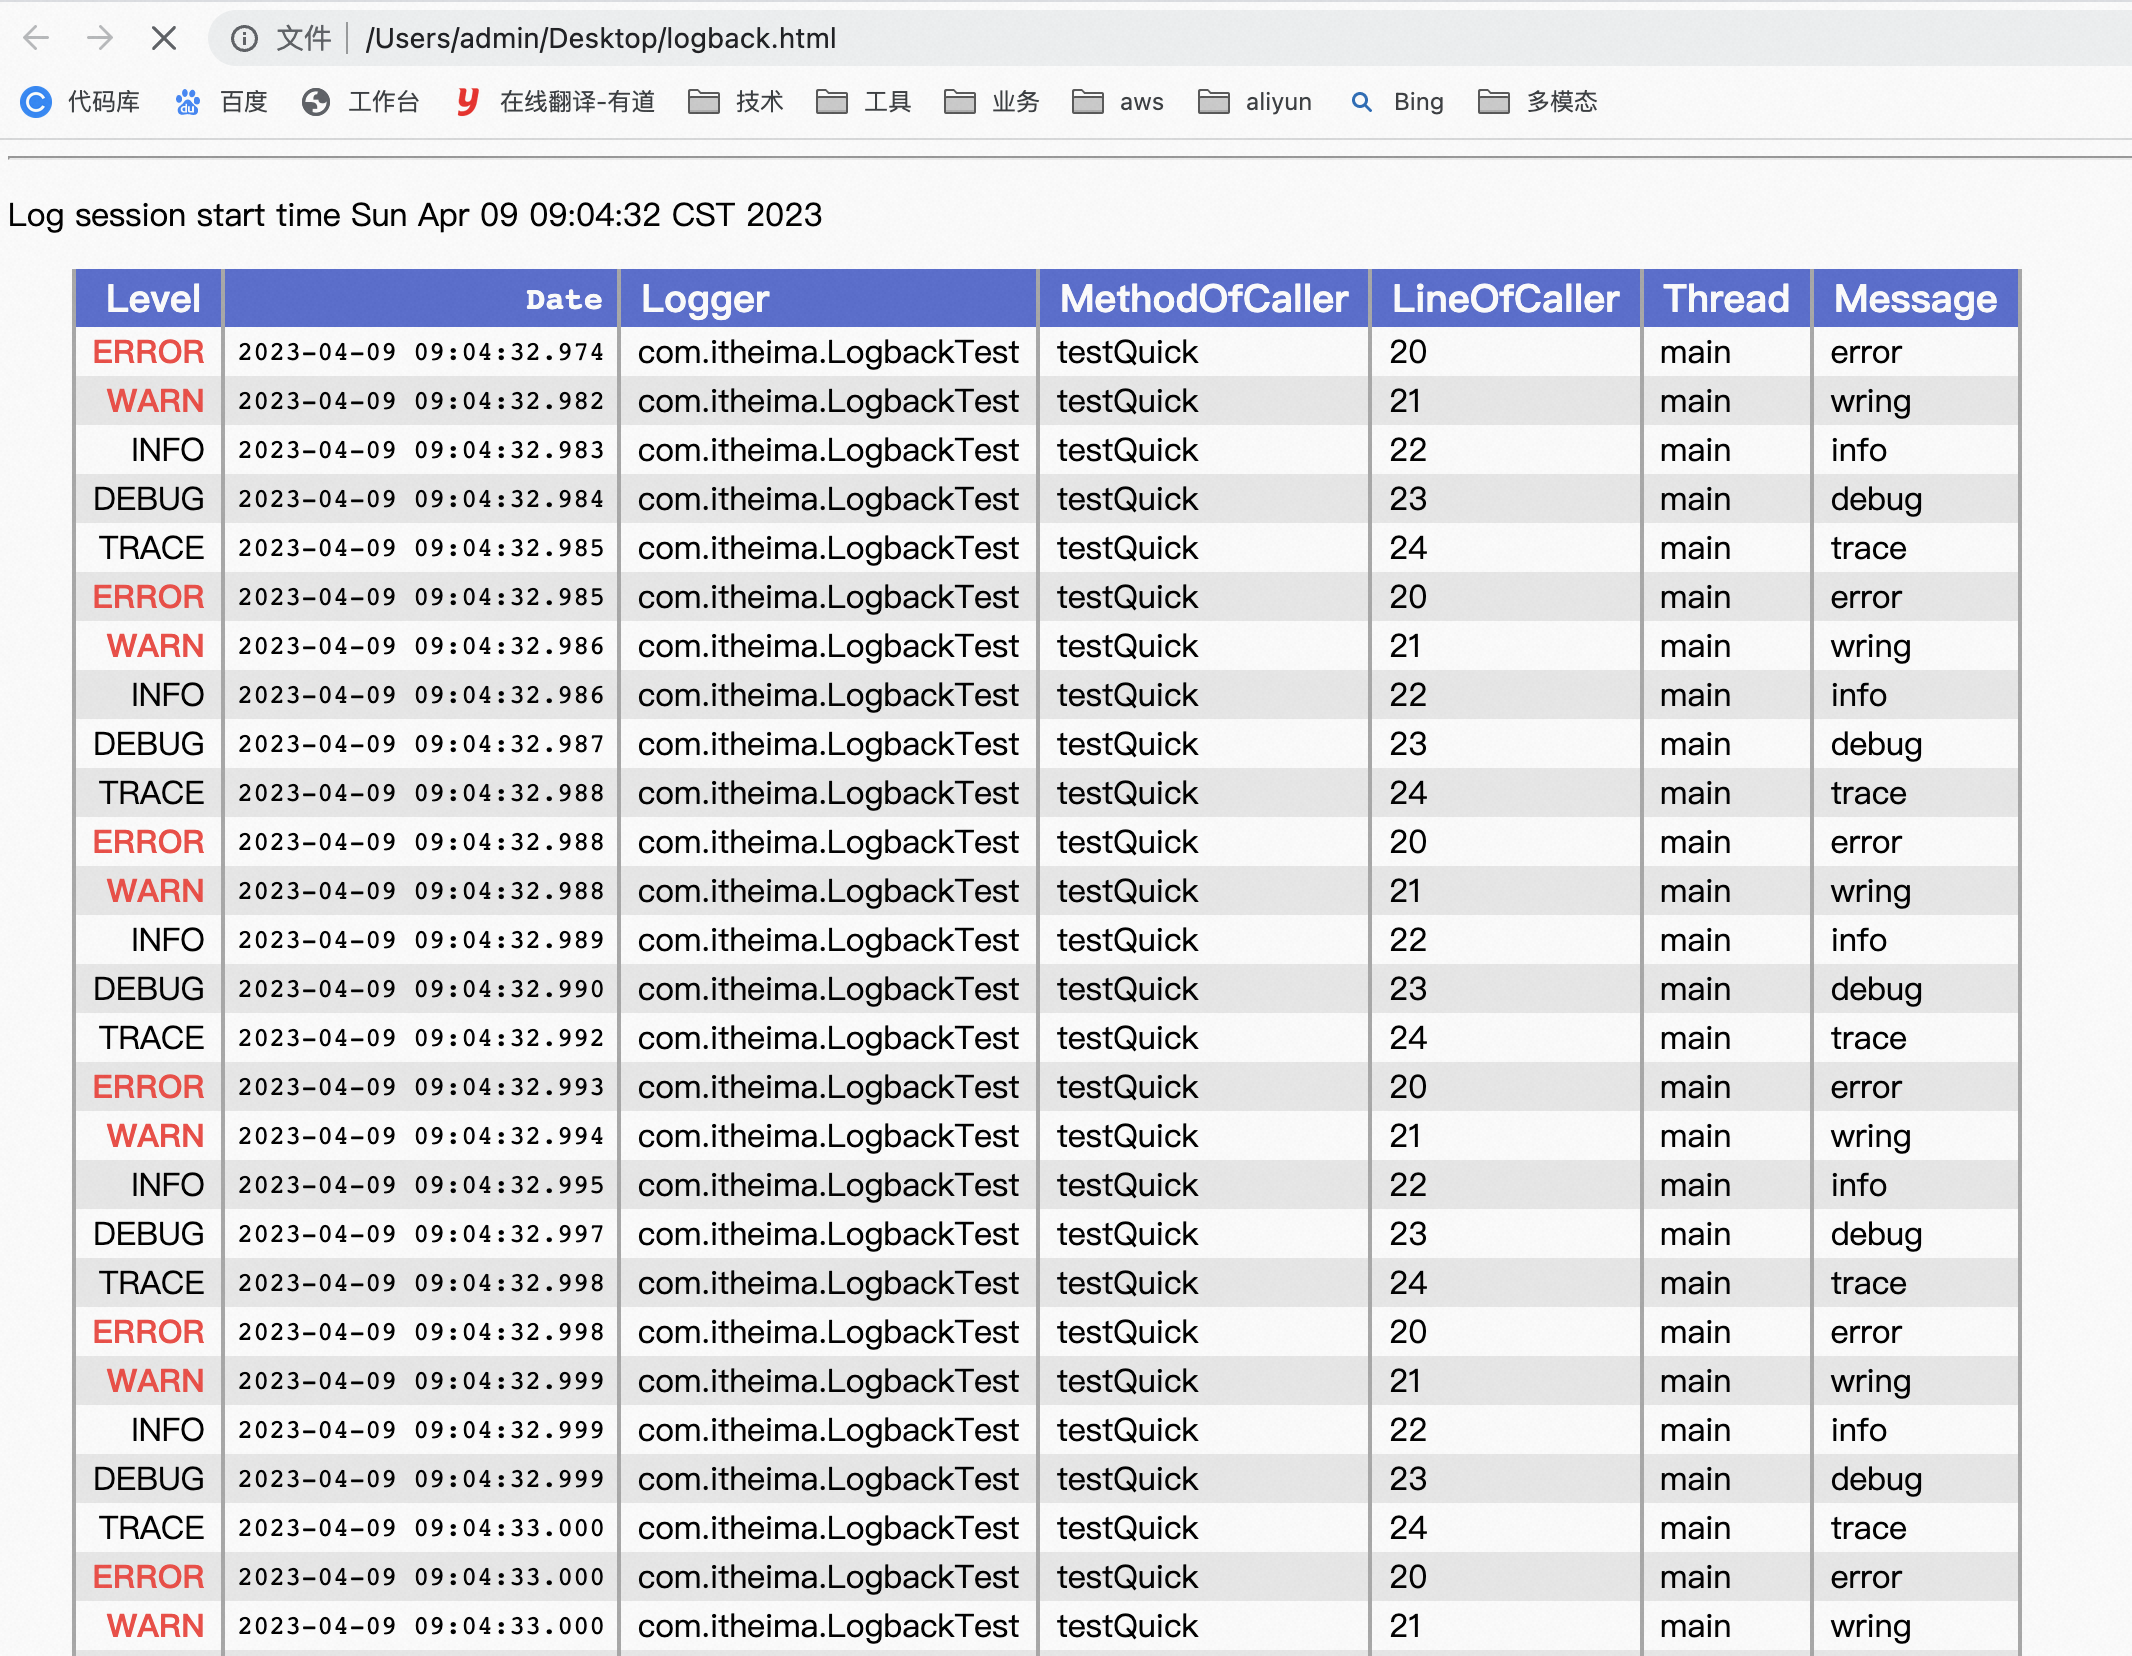 文件 /Users/admin/Desktop/logback.html
代码库 百度 工作台 在线翻译-有道 技术 工具 业务 aws aliyun Bing 多模态
Log session start time Sun Apr 09 09:04:32 CST 2023
Level Date Logger MethodOfCaller LineOfCaller Thread Message
ERROR 2023-04-09 09:04:32.974 com.itheima.LogbackTest testQuick 20 main error
WARN 2023-04-09 09:04:32.982 com.itheima.LogbackTest testQuick 21 main wring
INFO 2023-04-09 09:04:32.983 com.itheima.LogbackTest testQuick 22 main info
DEBUG 2023-04-09 09:04:32.984 com.itheima.LogbackTest testQuick 23 main debug
TRACE 2023-04-09 09:04:32.985 com.itheima.LogbackTest testQuick 24 main trace
ERROR 2023-04-09 09:04:32.985 com.itheima.LogbackTest testQuick 20 main error
WARN 2023-04-09 09:04:32.986 com.itheima.LogbackTest testQuick 21 main wring
INFO 2023-04-09 09:04:32.986 com.itheima.LogbackTest testQuick 22 main info
DEBUG 2023-04-09 09:04:32.987 com.itheima.LogbackTest testQuick 23 main debug
TRACE 2023-04-09 09:04:32.988 com.itheima.LogbackTest testQuick 24 main trace
ERROR 2023-04-09 09:04:32.988 com.itheima.LogbackTest testQuick 20 main error
WARN 2023-04-09 09:04:32.988 com.itheima.LogbackTest testQuick 21 main wring
INFO 2023-04-09 09:04:32.989 com.itheima.LogbackTest testQuick 22 main info
DEBUG 2023-04-09 09:04:32.990 com.itheima.LogbackTest testQuick 23 main debug
TRACE 2023-04-09 09:04:32.992 com.itheima.LogbackTest testQuick 24 main trace
ERROR 2023-04-09 09:04:32.993 com.itheima.LogbackTest testQuick 20 main error
WARN 2023-04-09 09:04:32.994 com.itheima.LogbackTest testQuick 21 main wring
INFO 2023-04-09 09:04:32.995 com.itheima.LogbackTest testQuick 22 main info
DEBUG 2023-04-09 09:04:32.997 com.itheima.LogbackTest testQuick 23 main debug
TRACE 2023-04-09 09:04:32.998 com.itheima.LogbackTest testQuick 24 main trace
ERROR 2023-04-09 09:04:32.998 com.itheima.LogbackTest testQuick 20 main error
WARN 2023-04-09 09:04:32.999 com.itheima.LogbackTest testQuick 21 main wring
INFO 2023-04-09 09:04:32.999 com.itheima.LogbackTest testQuick 22 main info
DEBUG 2023-04-09 09:04:32.999 com.itheima.LogbackTest testQuick 23 main debug
TRACE 2023-04-09 09:04:33.000 com.itheima.LogbackTest testQuick 24 main trace
ERROR 2023-04-09 09:04:33.000 com.itheima.LogbackTest testQuick 20 main error
WARN 2023-04-09 09:04:33.000 com.itheima.LogbackTest testQuick 21 main wring